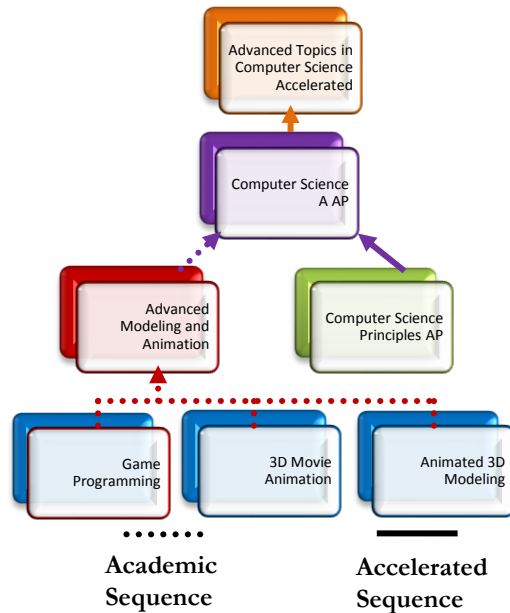 Advanced Topics in
Computer Science
Accelerated
Computer Science
A AP
Advanced
Modeling and
Animation
Computer Science
Principles AP
Game
Programming
3D Movie
Animation
Animated 3D
Modeling
Academic
Sequence
Accelerated
Sequence